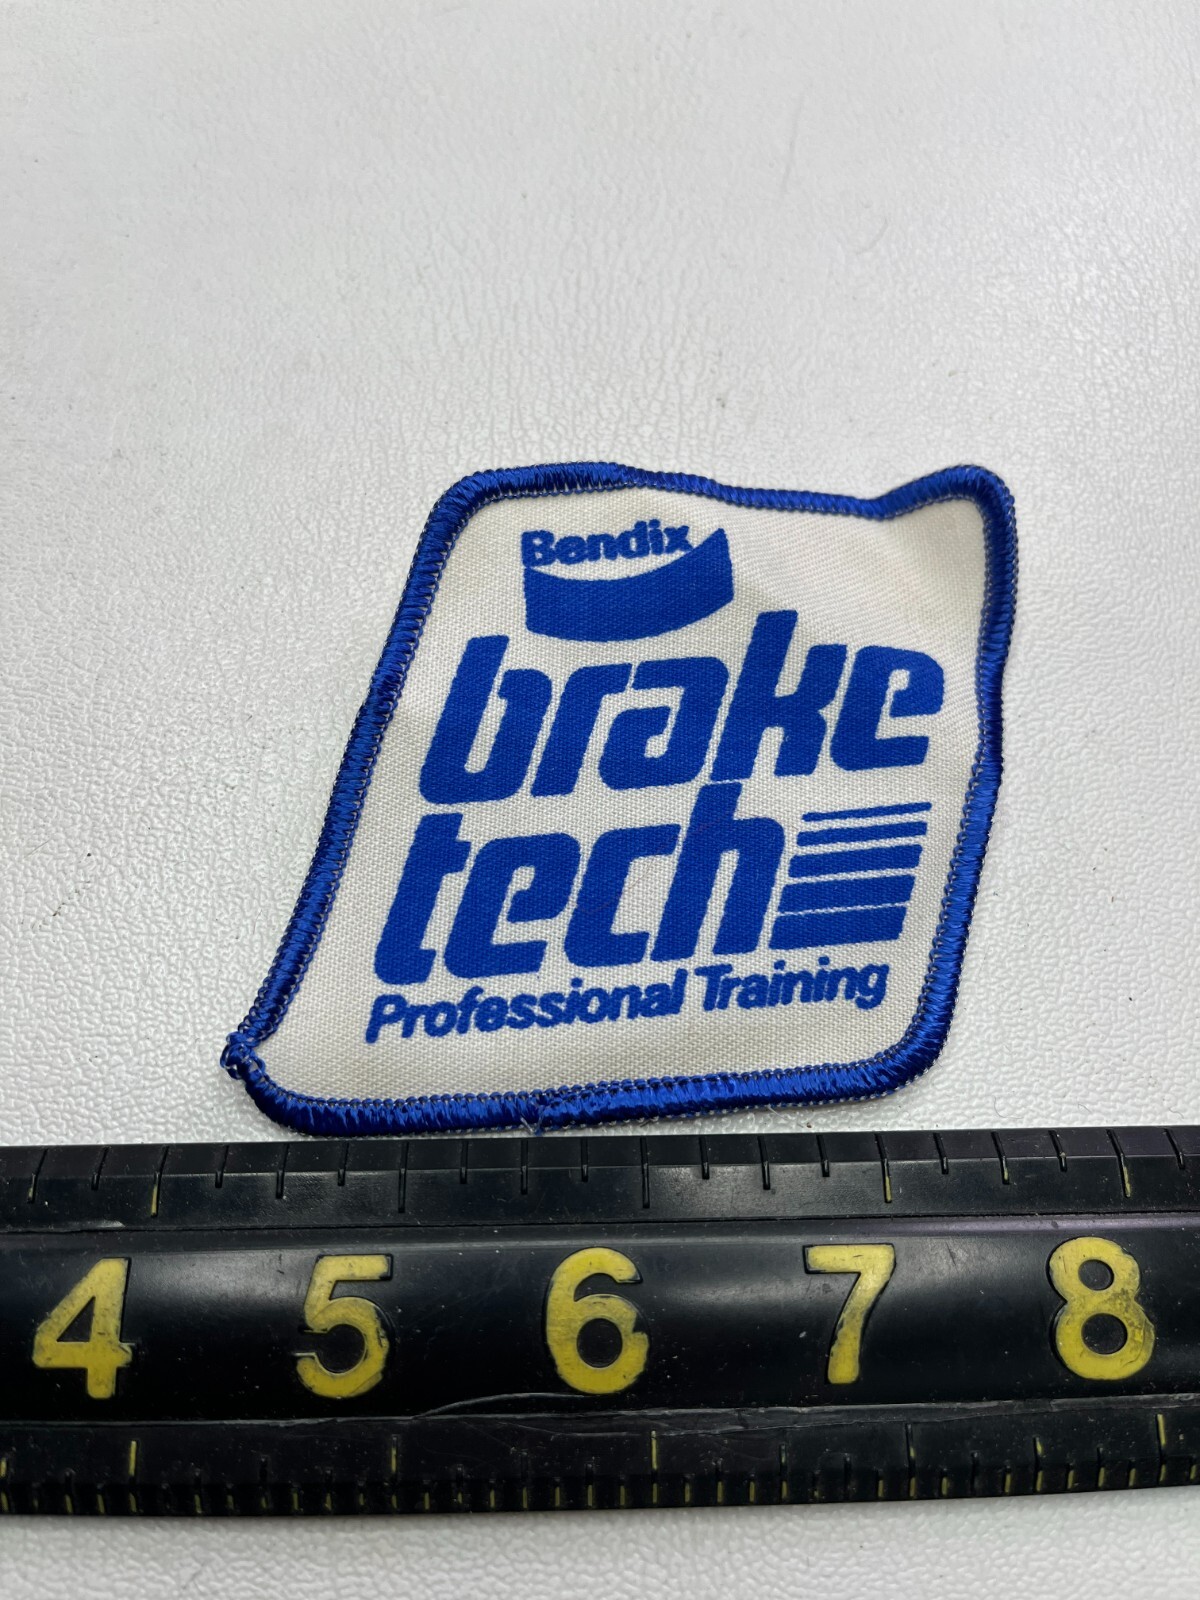 Bendix
brake
tech
Professional Training
4 5 6 7 8